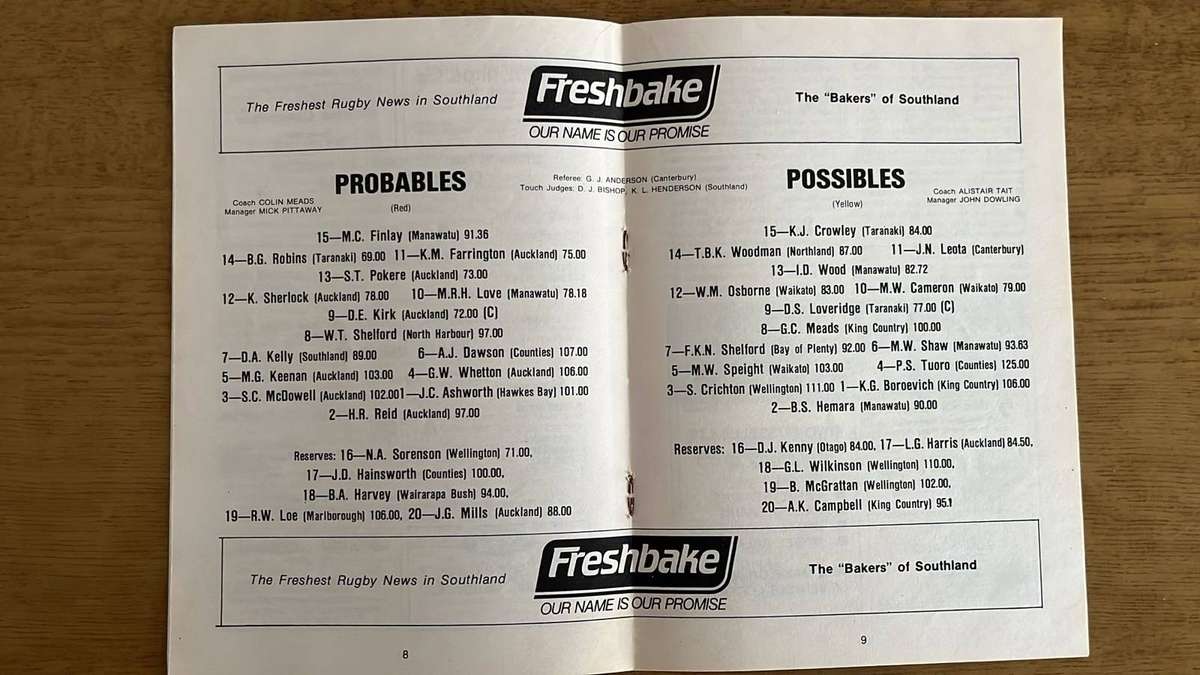 The Freshest Rugby News in Southland
Freshbake
OUR NAME IS OUR PROMISE
The "Bakers" of Southland
PROBABLES
Coach COLIN MEADS
Manager MICK PITTAWAY
(Red)
Referee: G. J. ANDERSON (Canterbury)
Touch Judges: D. J. BISHOP, K. L. HENDERSON (Southland)
15—M.C. Finlay (Manawatu) 91.36
14—B.G. Robins (Taranaki) 69.00 11—K.M. Farrington (Auckland) 75.00
13—S.T. Pokere (Auckland) 73.00
12—K. Sherlock (Auckland) 78.00 10—M.R.H. Love (Manawatu) 78.18
9—D.E. Kirk (Auckland) 72.00 (C)
8—W.T. Shelford (North Harbour) 97.00
7—D.A. Kelly (Southland) 89.00 6—A.J. Dawson (Counties) 107.00
5—M.G. Keenan (Auckland) 103.00 4—G.W. Whetton (Auckland) 106.00
3—S.C. McDowell (Auckland) 102.001—J.C. Ashworth (Hawkes Bay) 101.00
2—H.R. Reid (Auckland) 97.00
Reserves: 16—N.A. Sorenson (Wellington) 71.00,
17—J.D. Hainsworth (Counties) 100.00,
18—B.A. Harvey (Wairarapa Bush) 94.00,
19—R.W. Loe (Marlborough) 106.00, 20—J.G. Mills (Auckland) 88.00
POSSIBLES
Coach ALISTAIR TAIT
Manager JOHN DOWLING
(Yellow)
15—K.J. Crowley (Taranaki) 84.00
14—T.B.K. Woodman (Northland) 87.00 11—J.N. Leota (Canterbury)
13—I.D. Wood (Manawatu) 82.72
12—W.M. Osborne (Waikato) 83.00 10—M.W. Cameron (Waikato) 79.00
9—D.S. Loveridge (Taranaki) 77.00 (C)
8—G.C. Meads (King Country) 100.00
7—F.K.N. Shelford (Bay of Plenty) 92.00 6—M.W. Shaw (Manawatu) 93.63
5—M.W. Speight (Waikato) 103.00 4—P.S. Tuoro (Counties) 125.00
3—S. Crichton (Wellington) 111.00 1—K.G. Boroevich (King Country) 106.00
2—B.S. Hemara (Manawatu) 90.00
Reserves: 16—D.J. Kenny (Otago) 84.00, 17—L.G. Harris (Auckland) 84.50,
18—G.L. Wilkinson (Wellington) 110.00,
19—B. McGrattan (Wellington) 102.00,
20—A.K. Campbell (King Country) 95.1
The Freshest Rugby News in Southland
Freshbake
OUR NAME IS OUR PROMISE
The "Bakers" of Southland
8
9